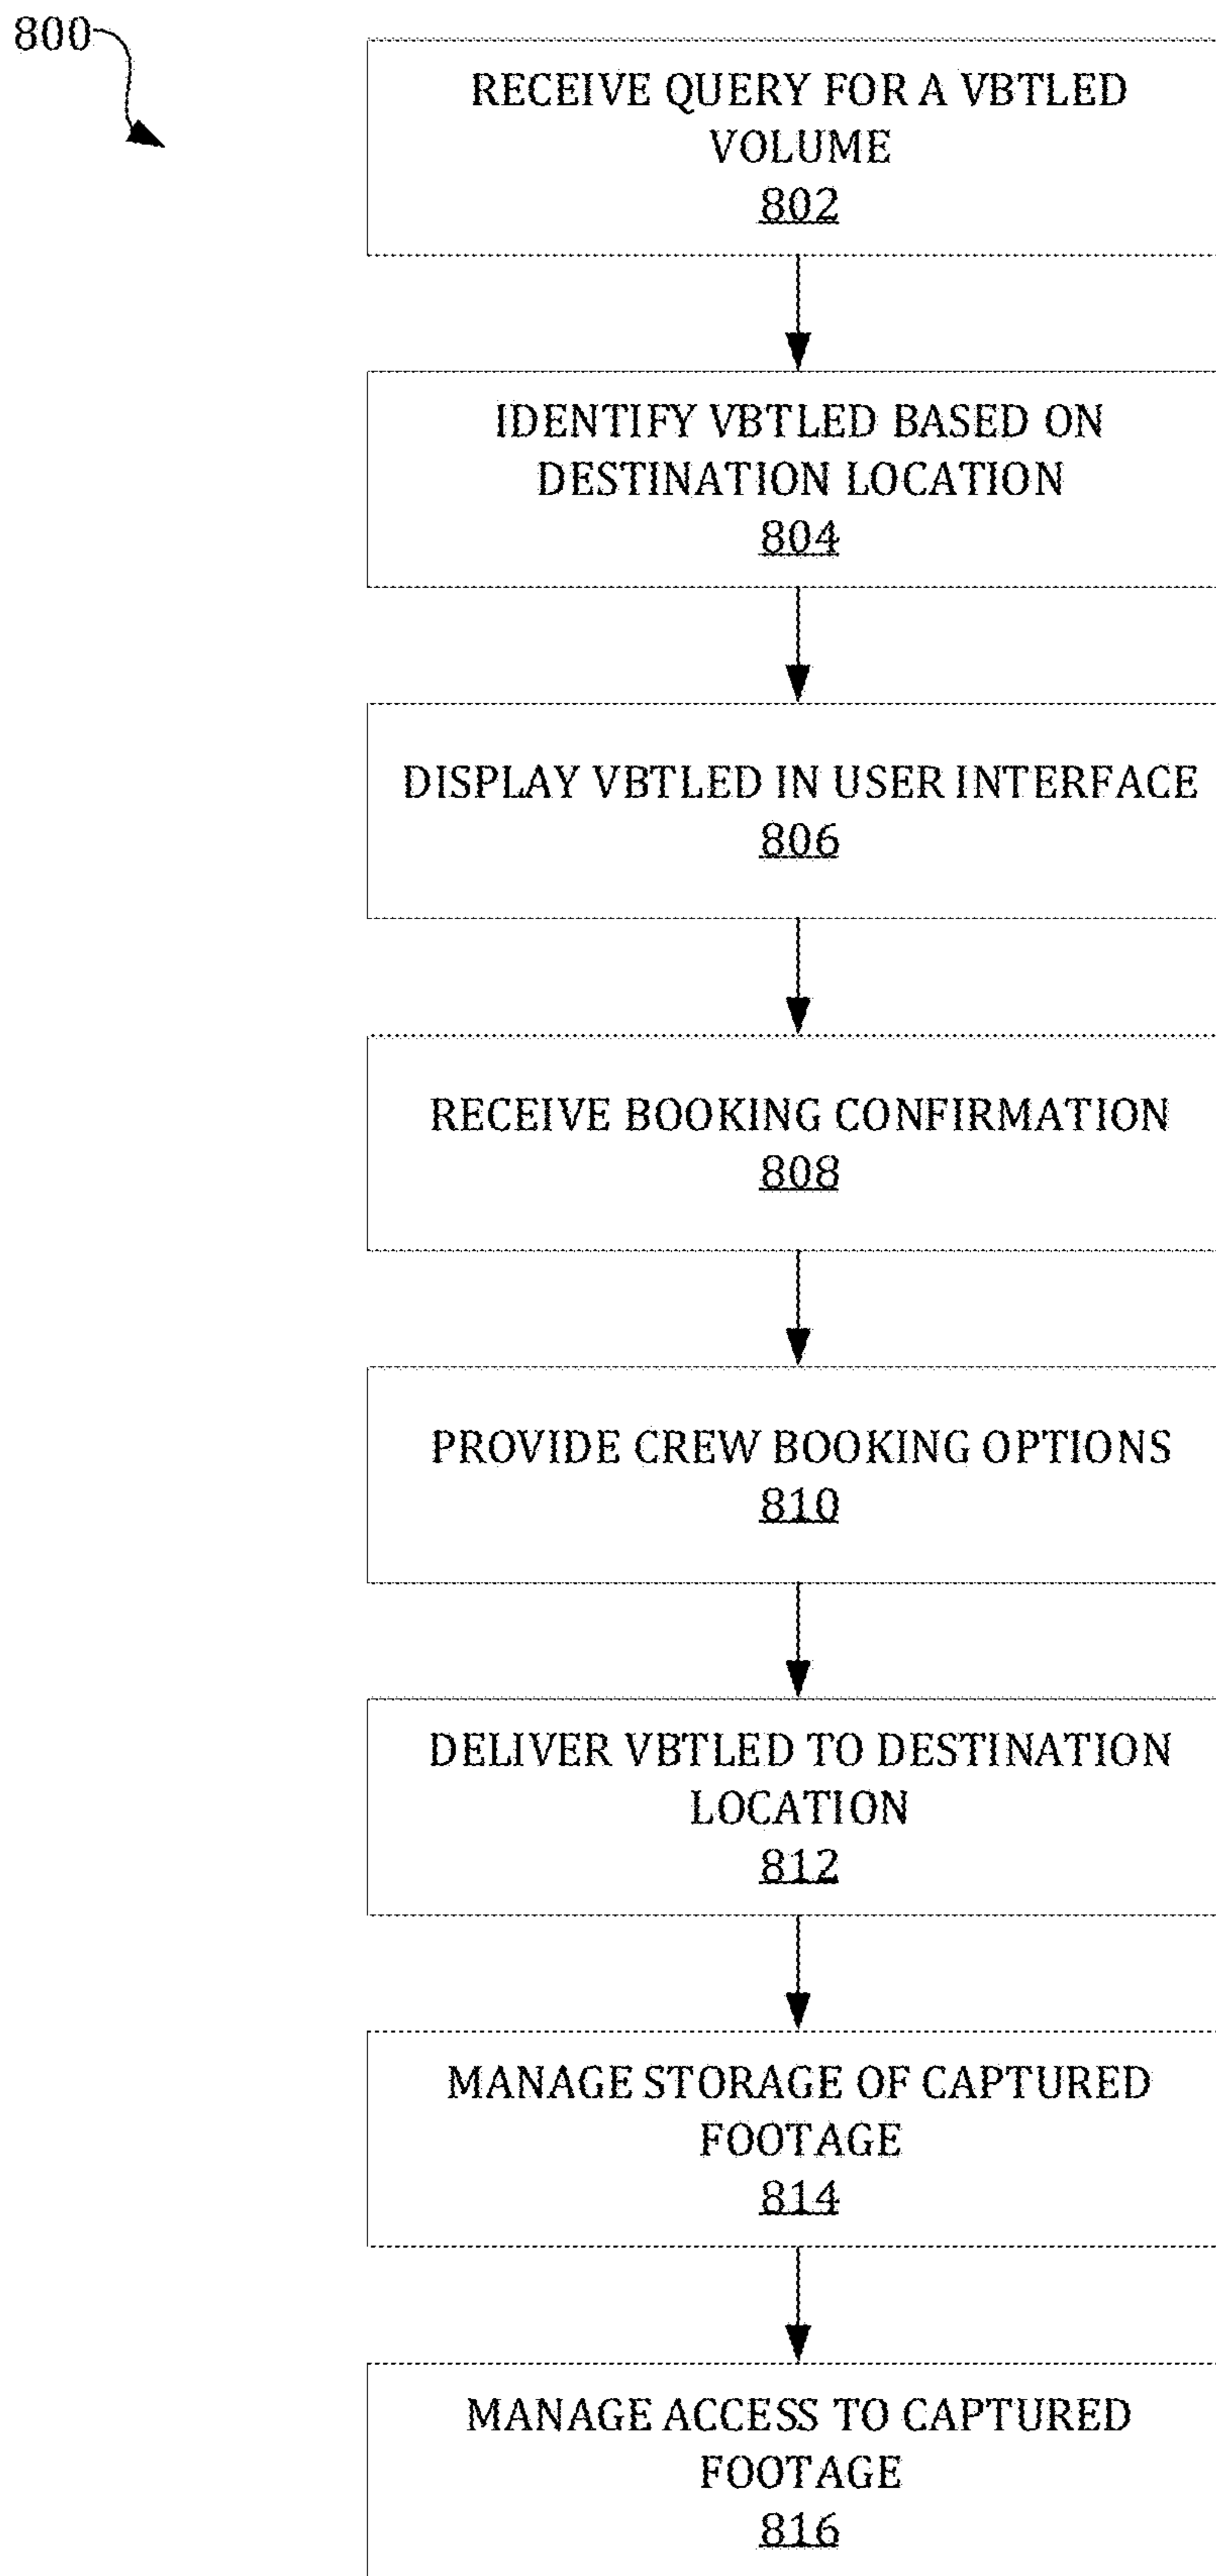 800
RECEIVE QUERY FOR A VBTLED
VOLUME
802
IDENTIFY VBTLED BASED ON
DESTINATION LOCATION
804
DISPLAY VBTLED IN USER INTERFACE
806
RECEIVE BOOKING CONFIRMATION
808
PROVIDE CREW BOOKING OPTIONS
810
DELIVER VBTLED TO DESTINATION
LOCATION
812
MANAGE STORAGE OF CAPTURED
FOOTAGE
814
MANAGE ACCESS TO CAPTURED
FOOTAGE
816